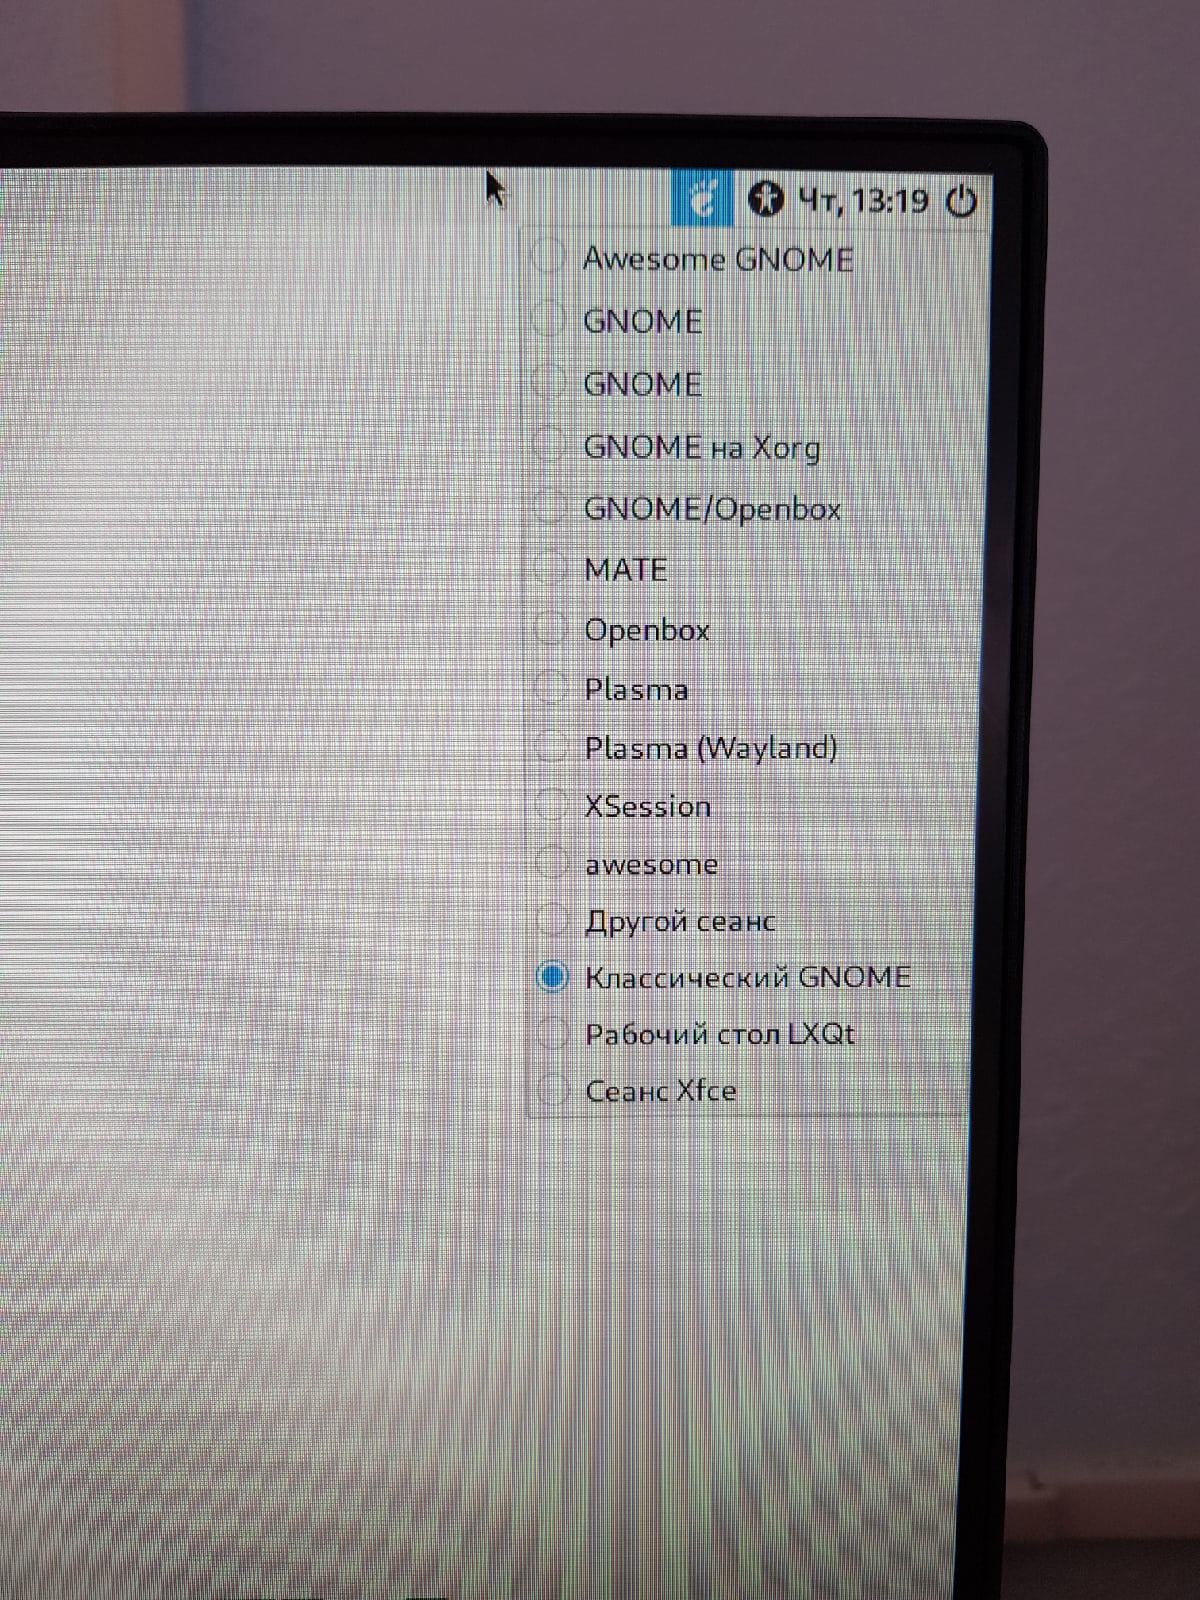 Чт, 13:19
Awesome GNOME
GNOME
GNOME
GNOME на Xorg
GNOME/Openbox
MATE
Openbox
Plasma
Plasma (Wayland)
XSession
awesome
Другой сеанс
Классический GNOME
Рабочий стол LXQt
Сеанс Xfce